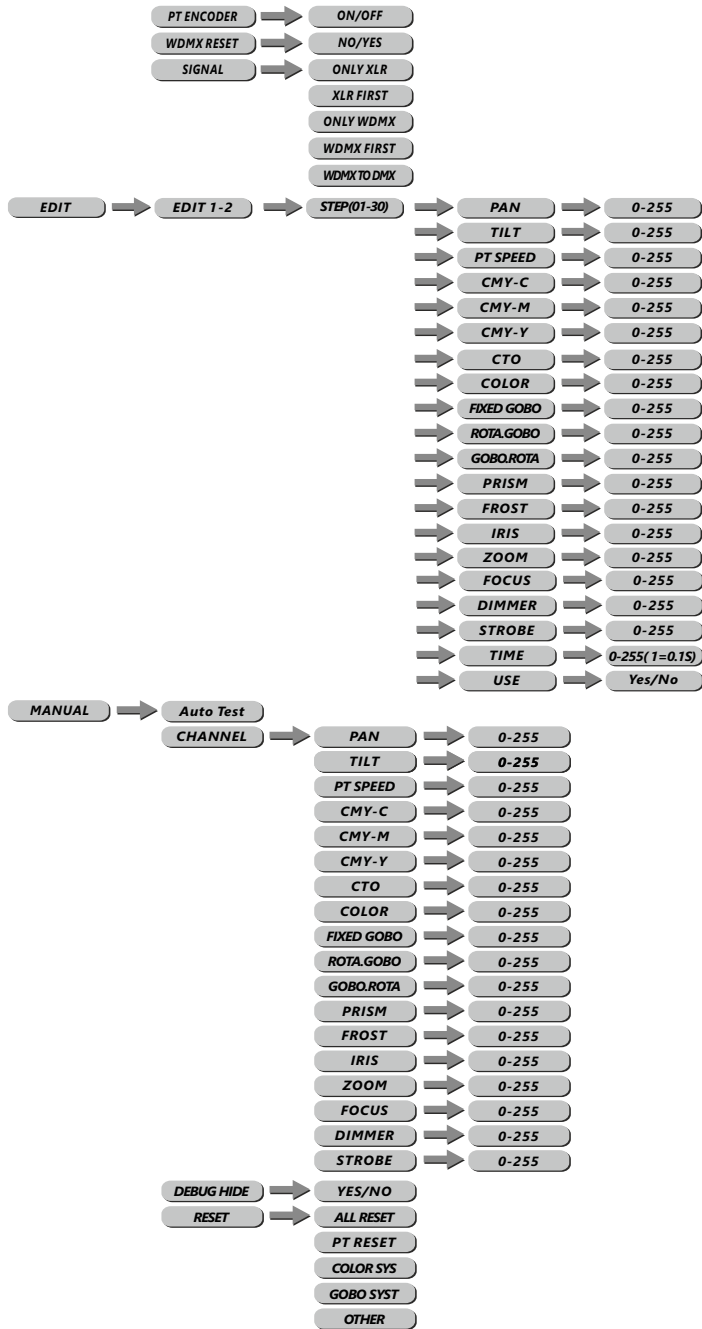 PT ENCODER ON/OFF
WDMX RESET NO/YES
SIGNAL ONLY XLR
XLR FIRST
ONLY WDMX
WDMX FIRST
WDMX TO DMX
EDIT EDIT 1-2 STEP(01-30) PAN 0-255
TILT 0-255
PT SPEED 0-255
CMY-C 0-255
CMY-M 0-255
CMY-Y 0-255
CTO 0-255
COLOR 0-255
FIXED GOBO 0-255
ROTA.GOBO 0-255
GOBO.ROTA 0-255
PRISM 0-255
FROST 0-255
IRIS 0-255
ZOOM 0-255
FOCUS 0-255
DIMMER 0-255
STROBE 0-255
TIME 0-255( 1=0.1S)
USE Yes/No
MANUAL Auto Test
CHANNEL PAN 0-255
TILT 0-255
PT SPEED 0-255
CMY-C 0-255
CMY-M 0-255
CMY-Y 0-255
CTO 0-255
COLOR 0-255
FIXED GOBO 0-255
ROTA.GOBO 0-255
GOBO.ROTA 0-255
PRISM 0-255
FROST 0-255
IRIS 0-255
ZOOM 0-255
FOCUS 0-255
DIMMER 0-255
STROBE 0-255
DEBUG HIDE YES/NO
RESET ALL RESET
PT RESET
COLOR SYS
GOBO SYST
OTHER